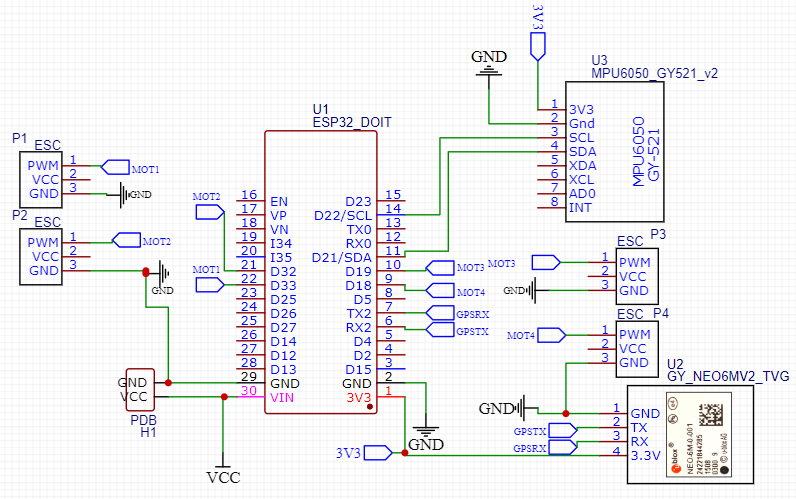 3V3
GND
U3
MPU6050_GY521_v2
1 3V3
2 Gnd
3 SCL
4 SDA
5 XDA
6 XCL
7 AD0
8 INT
MPU6050
GY-521
U1
ESP32_DOIT
16 EN
17 VP
18 VN
19 I34
20 I35
21 D32
22 D33
23 D25
24 D26
25 D27
26 D14
27 D12
28 D13
29 GND
30 VIN
D23 15
D22/SCL 14
TX0 13
RX0 12
D21/SDA 11
D19 10
D18 9
D5 8
TX2 7
RX2 6
D4 5
D2 4
D15 3
GND 2
3V3 1
P1
ESC
PWM 1
VCC 2
GND 3
MOT1
GND
P2
ESC
PWM 1
VCC 2
GND 3
MOT2
GND
MOT2
MOT1
MOT3
MOT4
GPSRX
GPSTX
MOT3
P3
ESC
1 PWM
2 VCC
3 GND
GND
MOT4
P4
ESC
1 PWM
2 VCC
3 GND
U2
GY_NEO6MV2_TVG
GND
GPSTX
GPSRX
1 GND
2 TX
3 RX
4 3.3V
ublox
NEO-6M-0-001
GND
VCC
PDB
H1
VCC
3V3
GND